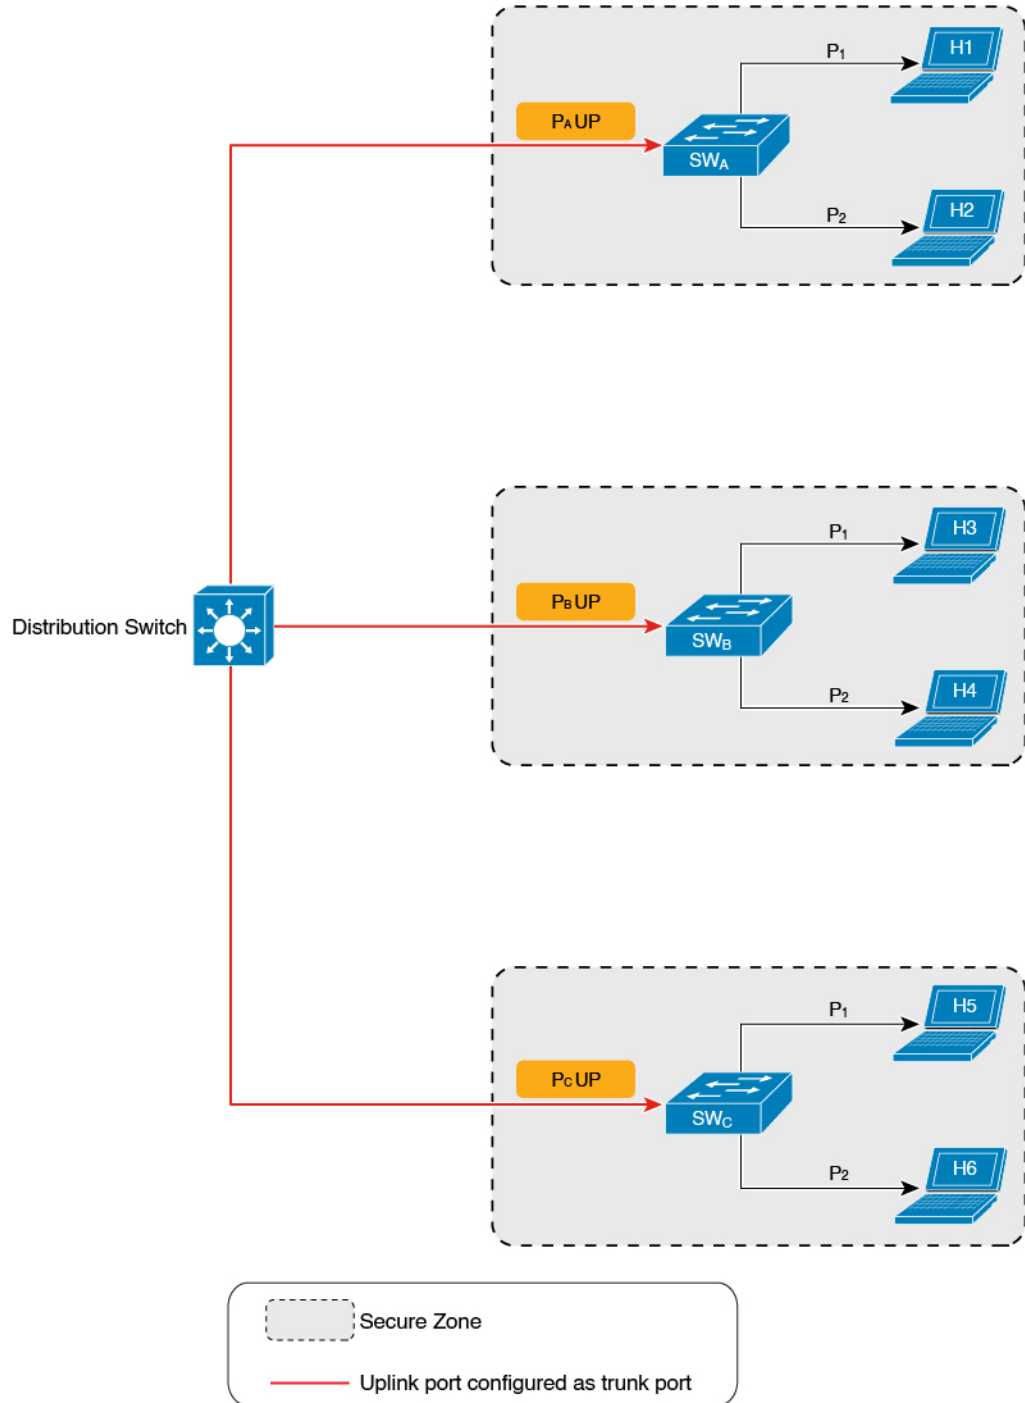 H1
P1
PA UP
SWA
H2
P2
H3
P1
PB UP
Distribution Switch
SWB
H4
P2
H5
P1
PC UP
SWC
H6
P2
Secure Zone
Uplink port configured as trunk port